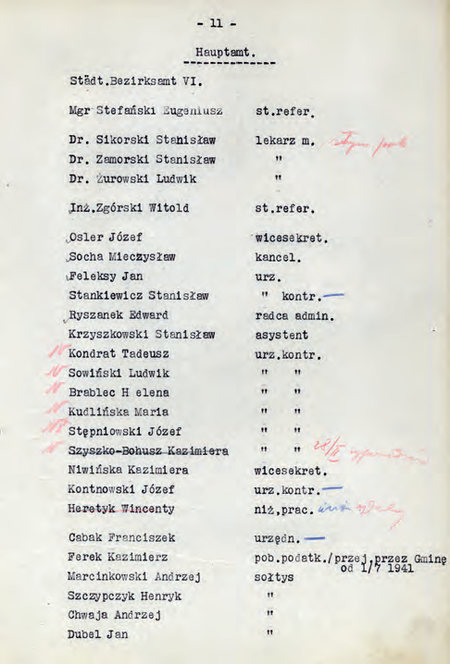 - 11 -
Hauptamt.
Städt.Bezirksamt VI.
Mgr Stefański Eugeniusz st.refer.
Dr. Sikorski Stanisław lekarz m.
Dr. Zamorski Stanisław "
Dr. Żurowski Ludwik "
Inż.Zgórski Witold st.refer.
Osler Józef wicesekret.
Socha Mieczysław kancel.
Feleksy Jan urz.
Stankiewicz Stanisław " kontr.
Ryszanek Edward radca admin.
Krzyszkowski Stanisław asystent
Kondrat Tadeusz urz.kontr.
Sowiński Ludwik " "
Brablec H elena " "
Kudlińska Maria " "
Stępniowski Józef " "
Szyszko-Bohusz Kazimiera " "
Niwińska Kazimiera wicesekret.
Kontnowski Józef urz.kontr.
Heretyk Wincenty niż,prac.
Cabak Franciszek urzędn.
Ferek Kazimierz pob.podatk./przej.przez Gminę
od 1/7 1941
Marcinkowski Andrzej sołtys
Szczypczyk Henryk "
Chwaja Andrzej "
Dubel Jan "